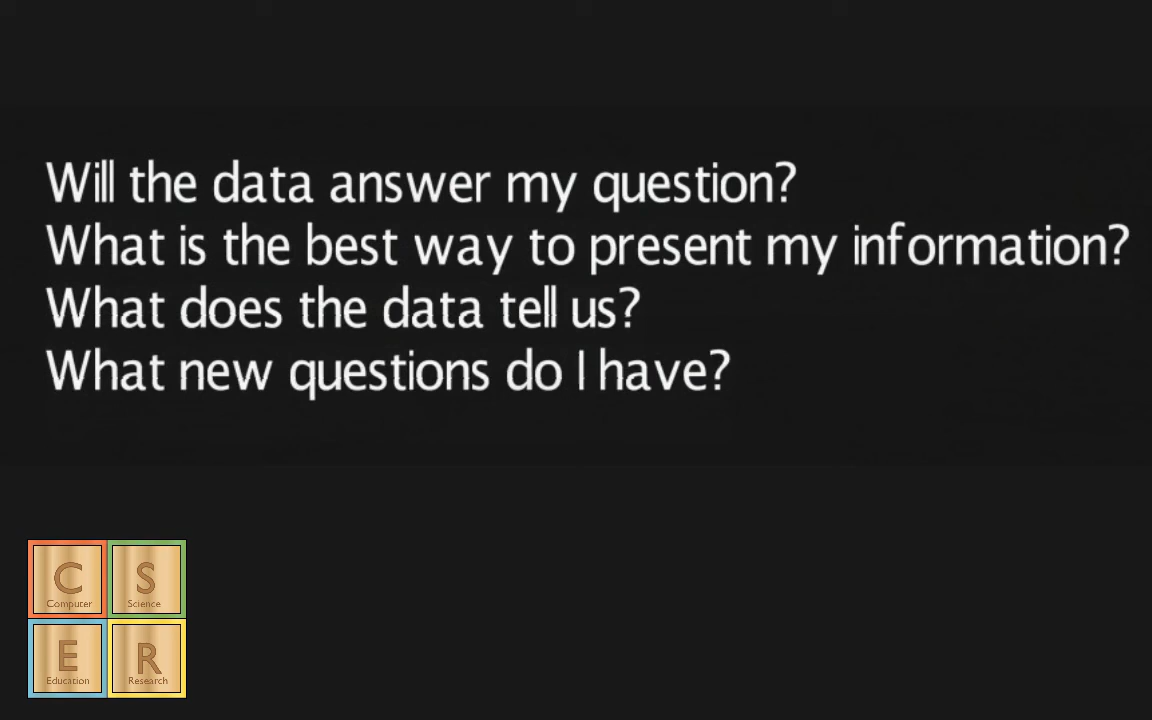 Will the data answer my question?
What is the best way to present my information?
What does the data tell us?
What new questions do I have?
C S
Computer Science
E R
Education Research